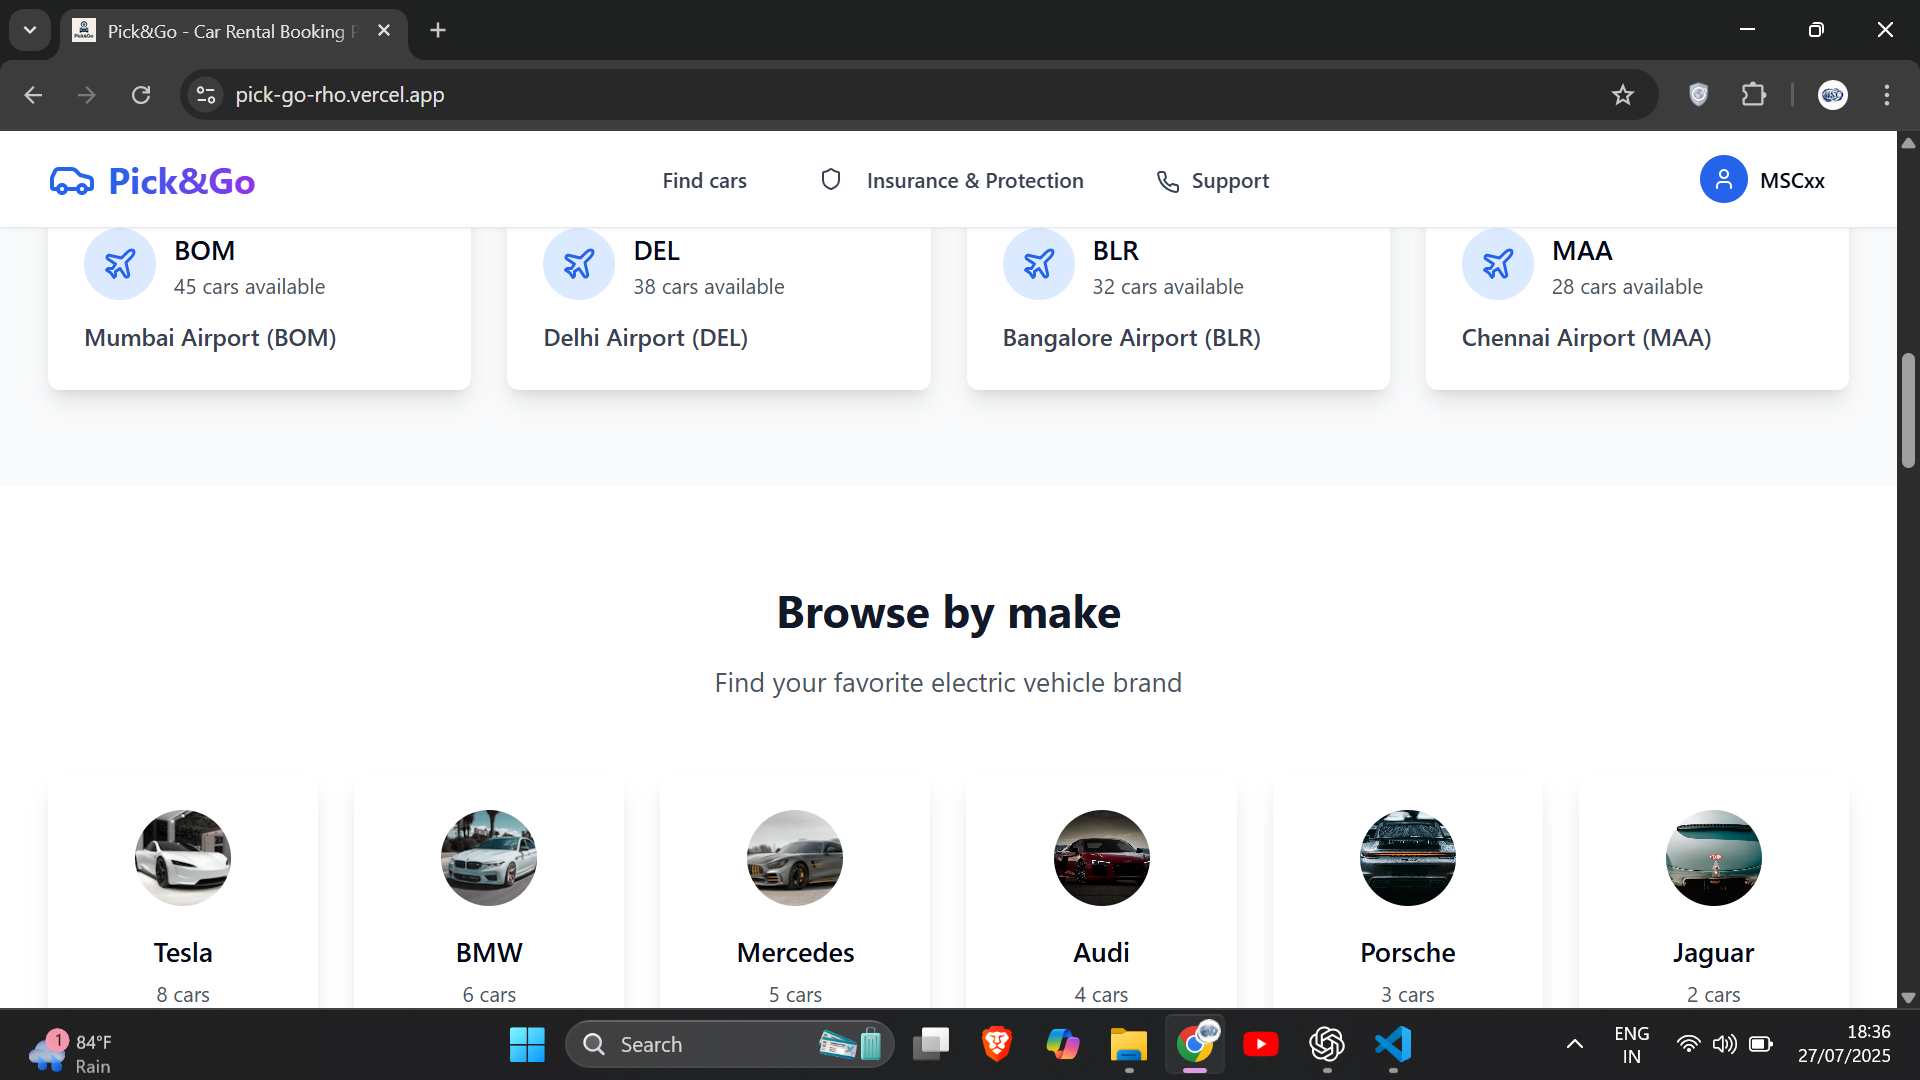 Pick&Go - Car Rental Booking P
pick-go-rho.vercel.app
Pick&Go
Find cars
Insurance & Protection
Support
MSCxx
BOM
45 cars available
Mumbai Airport (BOM)
DEL
38 cars available
Delhi Airport (DEL)
BLR
32 cars available
Bangalore Airport (BLR)
MAA
28 cars available
Chennai Airport (MAA)
Browse by make
Find your favorite electric vehicle brand
Tesla
8 cars
BMW
6 cars
Mercedes
5 cars
Audi
4 cars
Porsche
3 cars
Jaguar
2 cars
1
84°F
Rain
Search
ENG
IN
18:36
27/07/2025